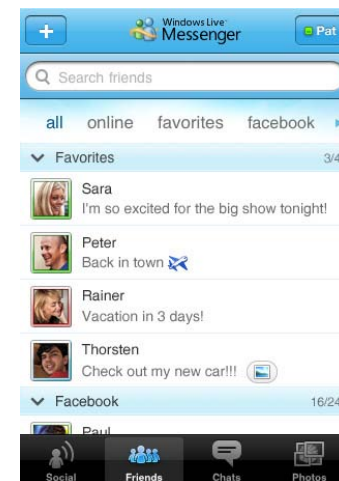 +
Windows Live
Messenger
Pat
Search friends
all online favorites facebook
Favorites 3/4
Sara
I'm so excited for the big show tonight!
Peter
Back in town
Rainer
Vacation in 3 days!
Thorsten
Check out my new car!!!
Facebook 16/24
Paul
Social Friends Chats Photos